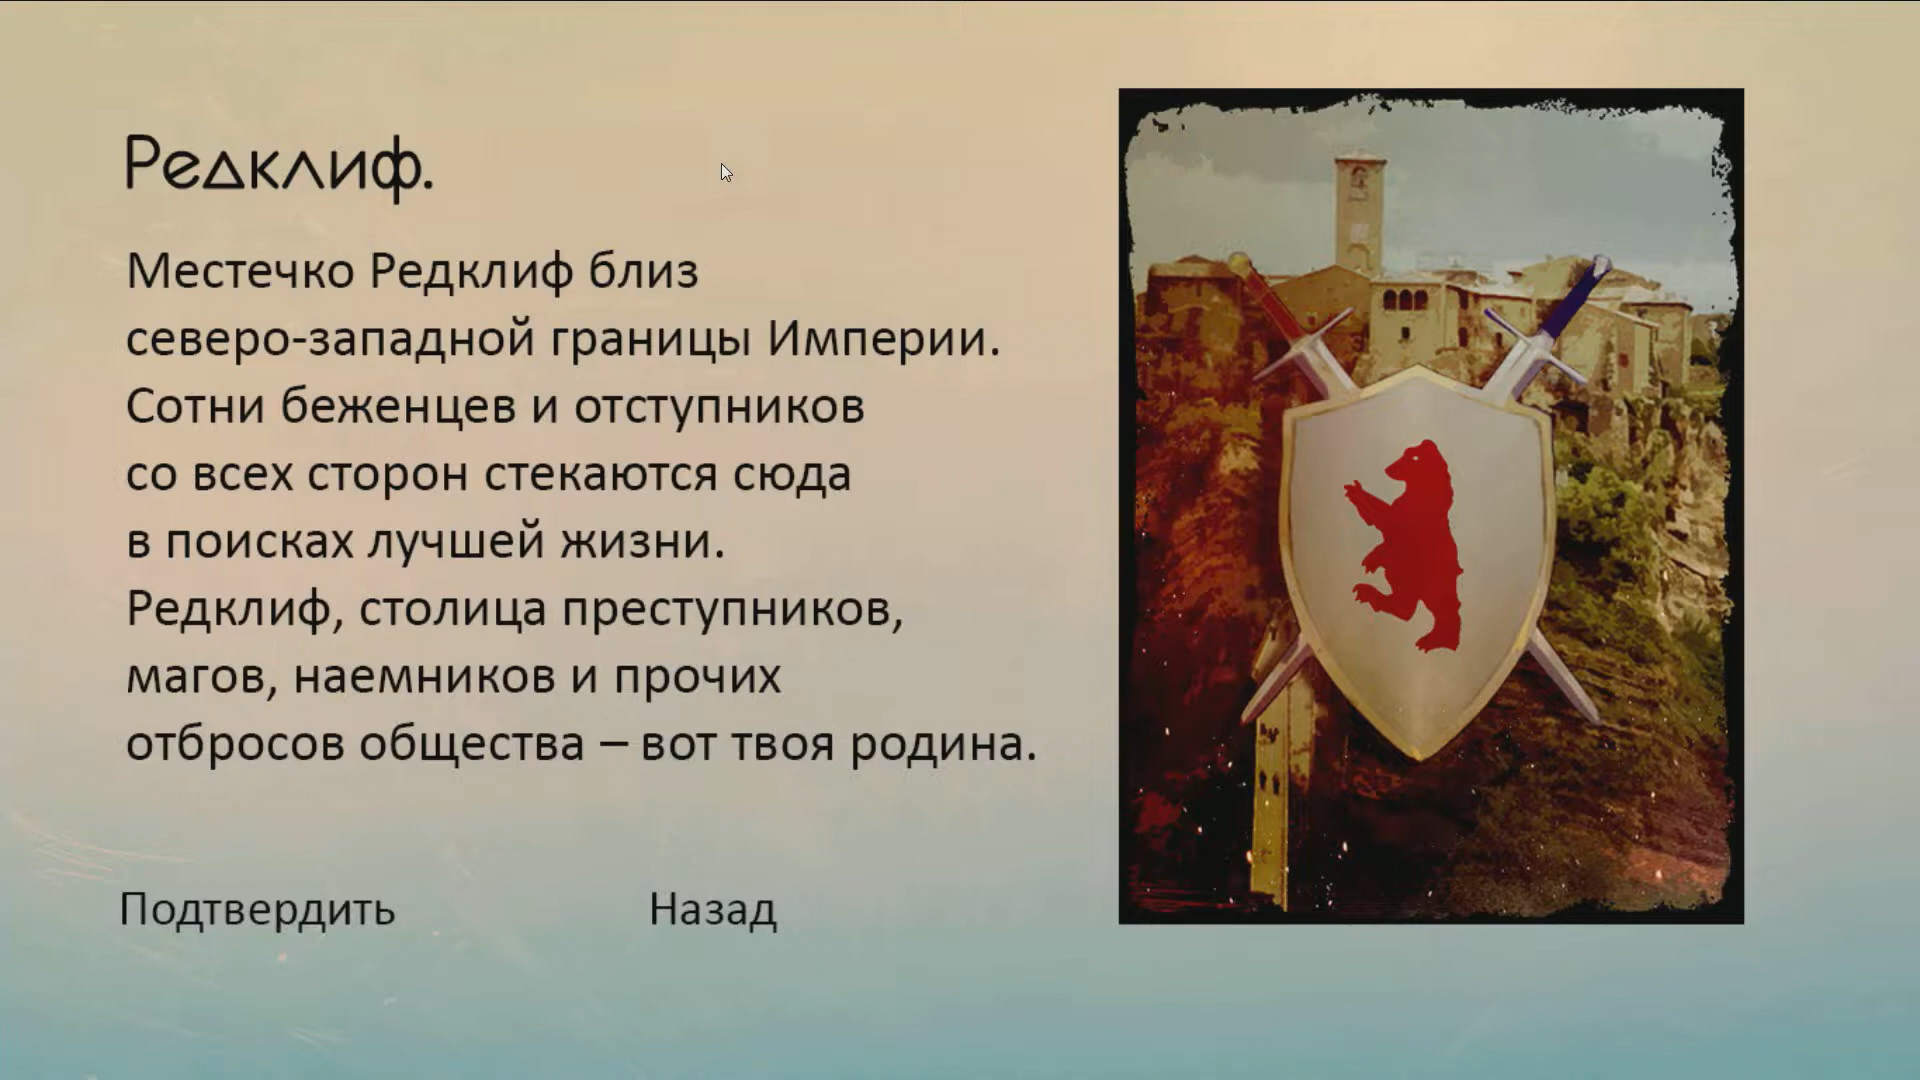 Редклиф.
Местечко Редклиф близ
северо-западной границы Империи.
Сотни беженцев и отступников
со всех сторон стекаются сюда
в поисках лучшей жизни.
Редклиф, столица преступников,
магов, наемников и прочих
отбросов общества – вот твоя родина.
Подтвердить
Назад